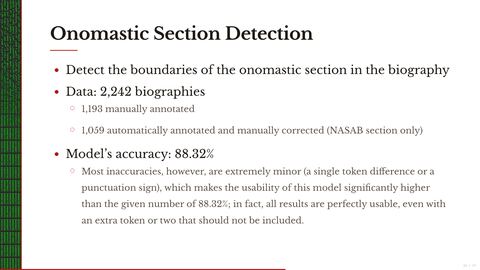 Onomastic Section Detection
• Detect the boundaries of the onomastic section in the biography
• Data: 2,242 biographies
○ 1,193 manually annotated
○ 1,059 automatically annotated and manually corrected (NASAB section only)
• Model's accuracy: 88.32%
○ Most inaccuracies, however, are extremely minor (a single token difference or a
punctuation sign), which makes the usability of this model significantly higher
than the given number of 88.32%; in fact, all results are perfectly usable, even with
an extra token or two that should not be included.